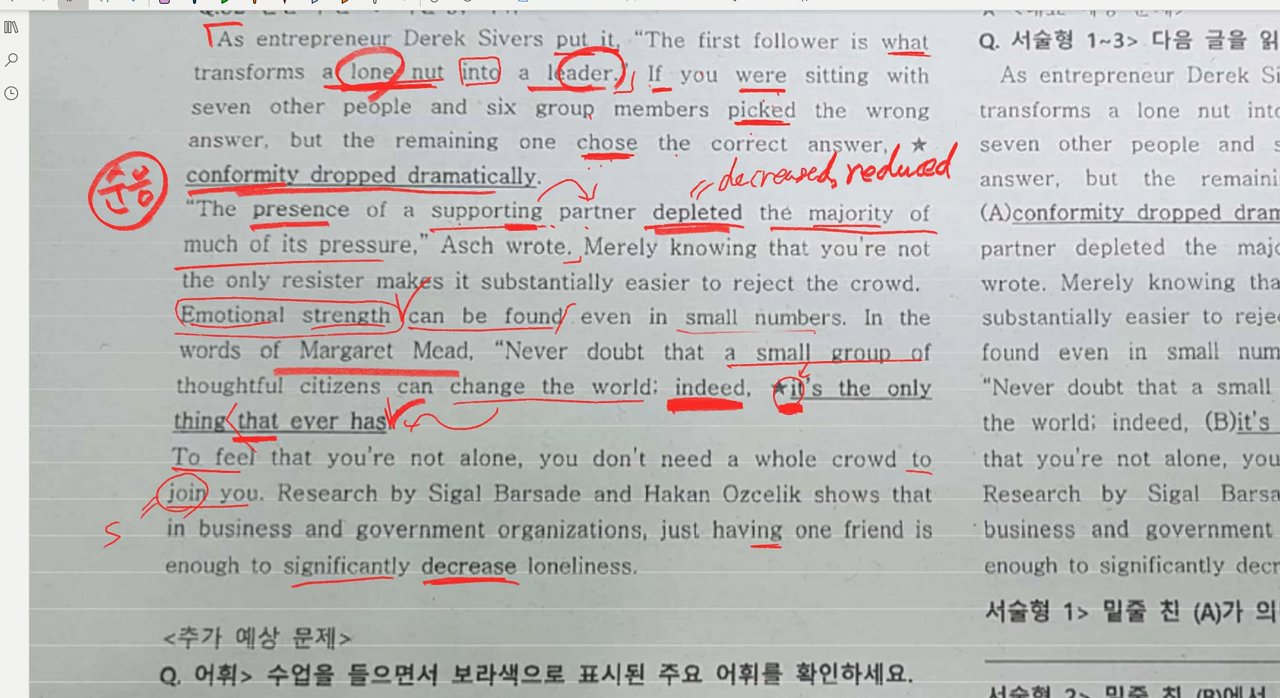 As entrepreneur Derek Sivers put it, “The first follower is what
transforms a lone nut into a leader.” If you were sitting with
seven other people and six group members picked the wrong
answer, but the remaining one chose the correct answer, ★
conformity dropped dramatically.
순응
decreased, reduced
“The presence of a supporting partner depleted the majority of
much of its pressure,” Asch wrote. Merely knowing that you're not
the only resister makes it substantially easier to reject the crowd.
Emotional strength can be found even in small numbers. In the
words of Margaret Mead, “Never doubt that a small group of
thoughtful citizens can change the world; indeed, ★it's the only
thing that ever has
To feel that you're not alone, you don't need a whole crowd to
join you. Research by Sigal Barsade and Hakan Ozcelik shows that
S
in business and government organizations, just having one friend is
enough to significantly decrease loneliness.
<추가 예상 문제>
Q. 어휘> 수업을 들으면서 보라색으로 표시된 주요 어휘를 확인하세요.
Q. 서술형 1~3> 다음 글을 읽
As entrepreneur Derek Si
transforms a lone nut int
seven other people and s
answer, but the remaini
(A)conformity dropped dra
partner depleted the maj
wrote. Merely knowing tha
substantially easier to reje
found even in small num
“Never doubt that a small
the world; indeed, (B)it's
that you're not alone, you
Research by Sigal Barsa
business and government
enough to significantly decr
서술형 1> 밑줄 친 (A)가 의
서술형 2> 밑줄 친 (B)에서